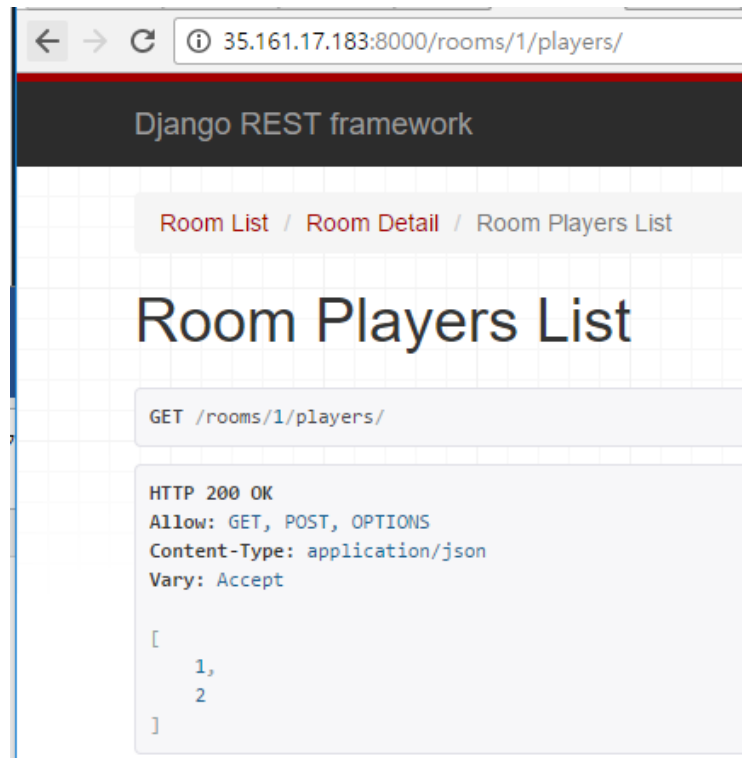 35.161.17.183:8000/rooms/1/players/
Django REST framework
Room List / Room Detail / Room Players List
Room Players List
GET /rooms/1/players/
HTTP 200 OK
Allow: GET, POST, OPTIONS
Content-Type: application/json
Vary: Accept
[
    1,
    2
]